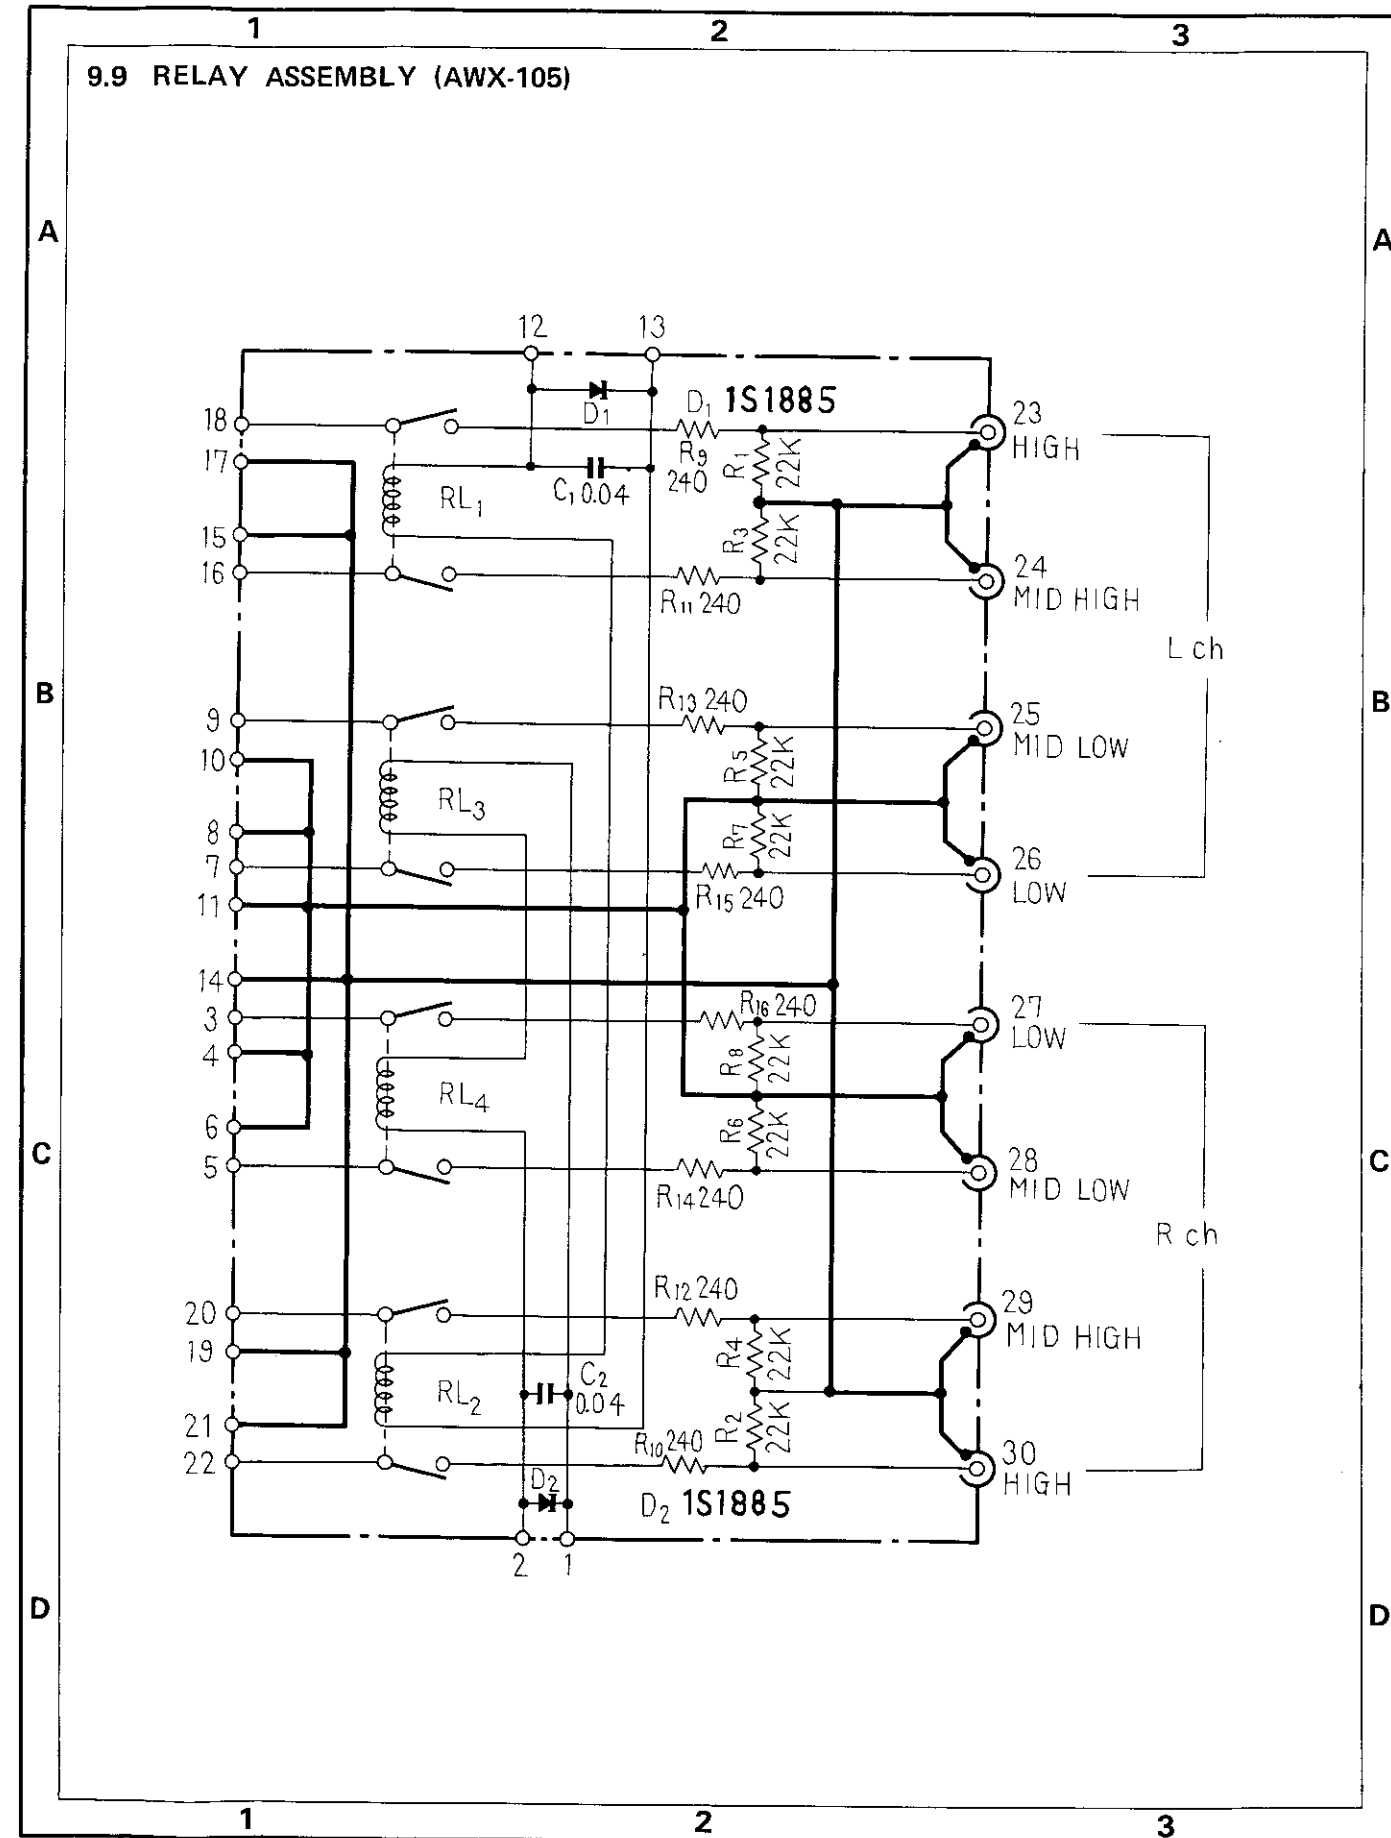 1 2 3
9.9 RELAY ASSEMBLY (AWX-105)
A A
12 13
D1
D1 1S1885
18
23
HIGH
17
R9
240
R1
22K
RL1
C1 0.04
15
R3
22K
16
24
MID HIGH
R11 240
L ch
B B
R13 240
9
25
MID LOW
10
R5
22K
RL3
8
R7
22K
7
26
LOW
R15 240
11
14
R16 240
3
27
LOW
4
R8
22K
RL4
6
R6
22K
C C
5
28
MID LOW
R14 240
R ch
R12 240
20
29
MID HIGH
19
R4
22K
C2
0.04
RL2
21
R2
22K
R10 240
22
30
HIGH
D2
D2 1S1885
2 1
D D
1 2 3